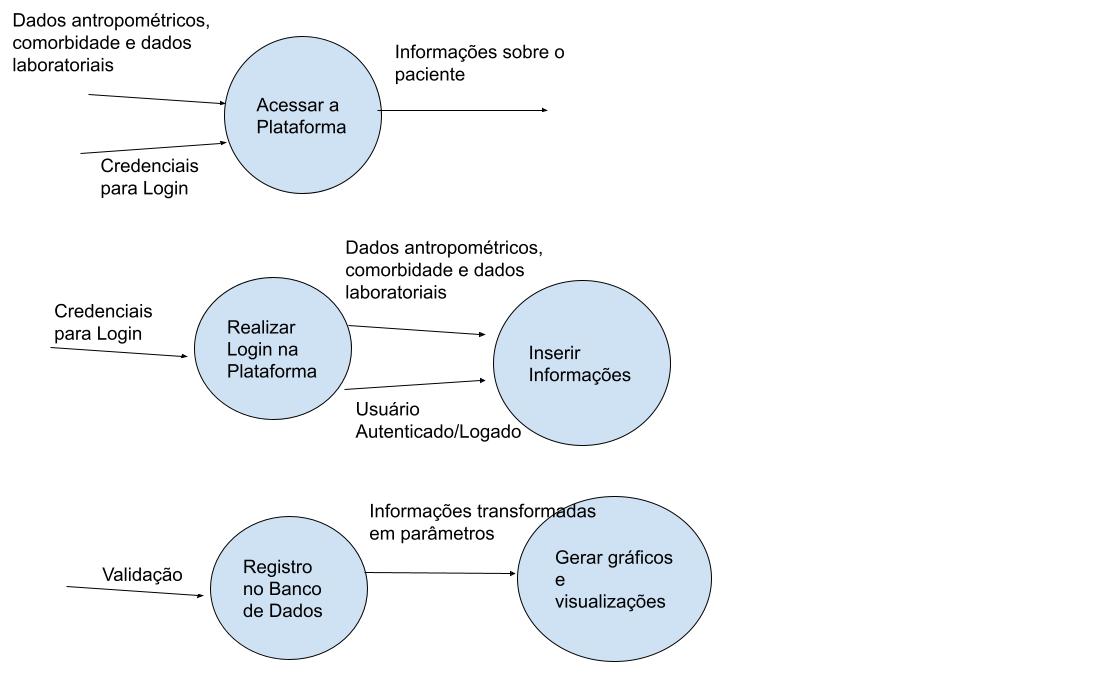 Dados antropométricos,
comorbidade e dados
laboratoriais
Informações sobre o
paciente
Acessar a
Plataforma
Credenciais
para Login
Dados antropométricos,
comorbidade e dados
laboratoriais
Credenciais
para Login
Realizar
Login na
Plataforma
Inserir
Informações
Usuário
Autenticado/Logado
Informações transformadas
em parâmetros
Validação
Registro
no Banco
de Dados
Gerar gráficos
e
visualizações